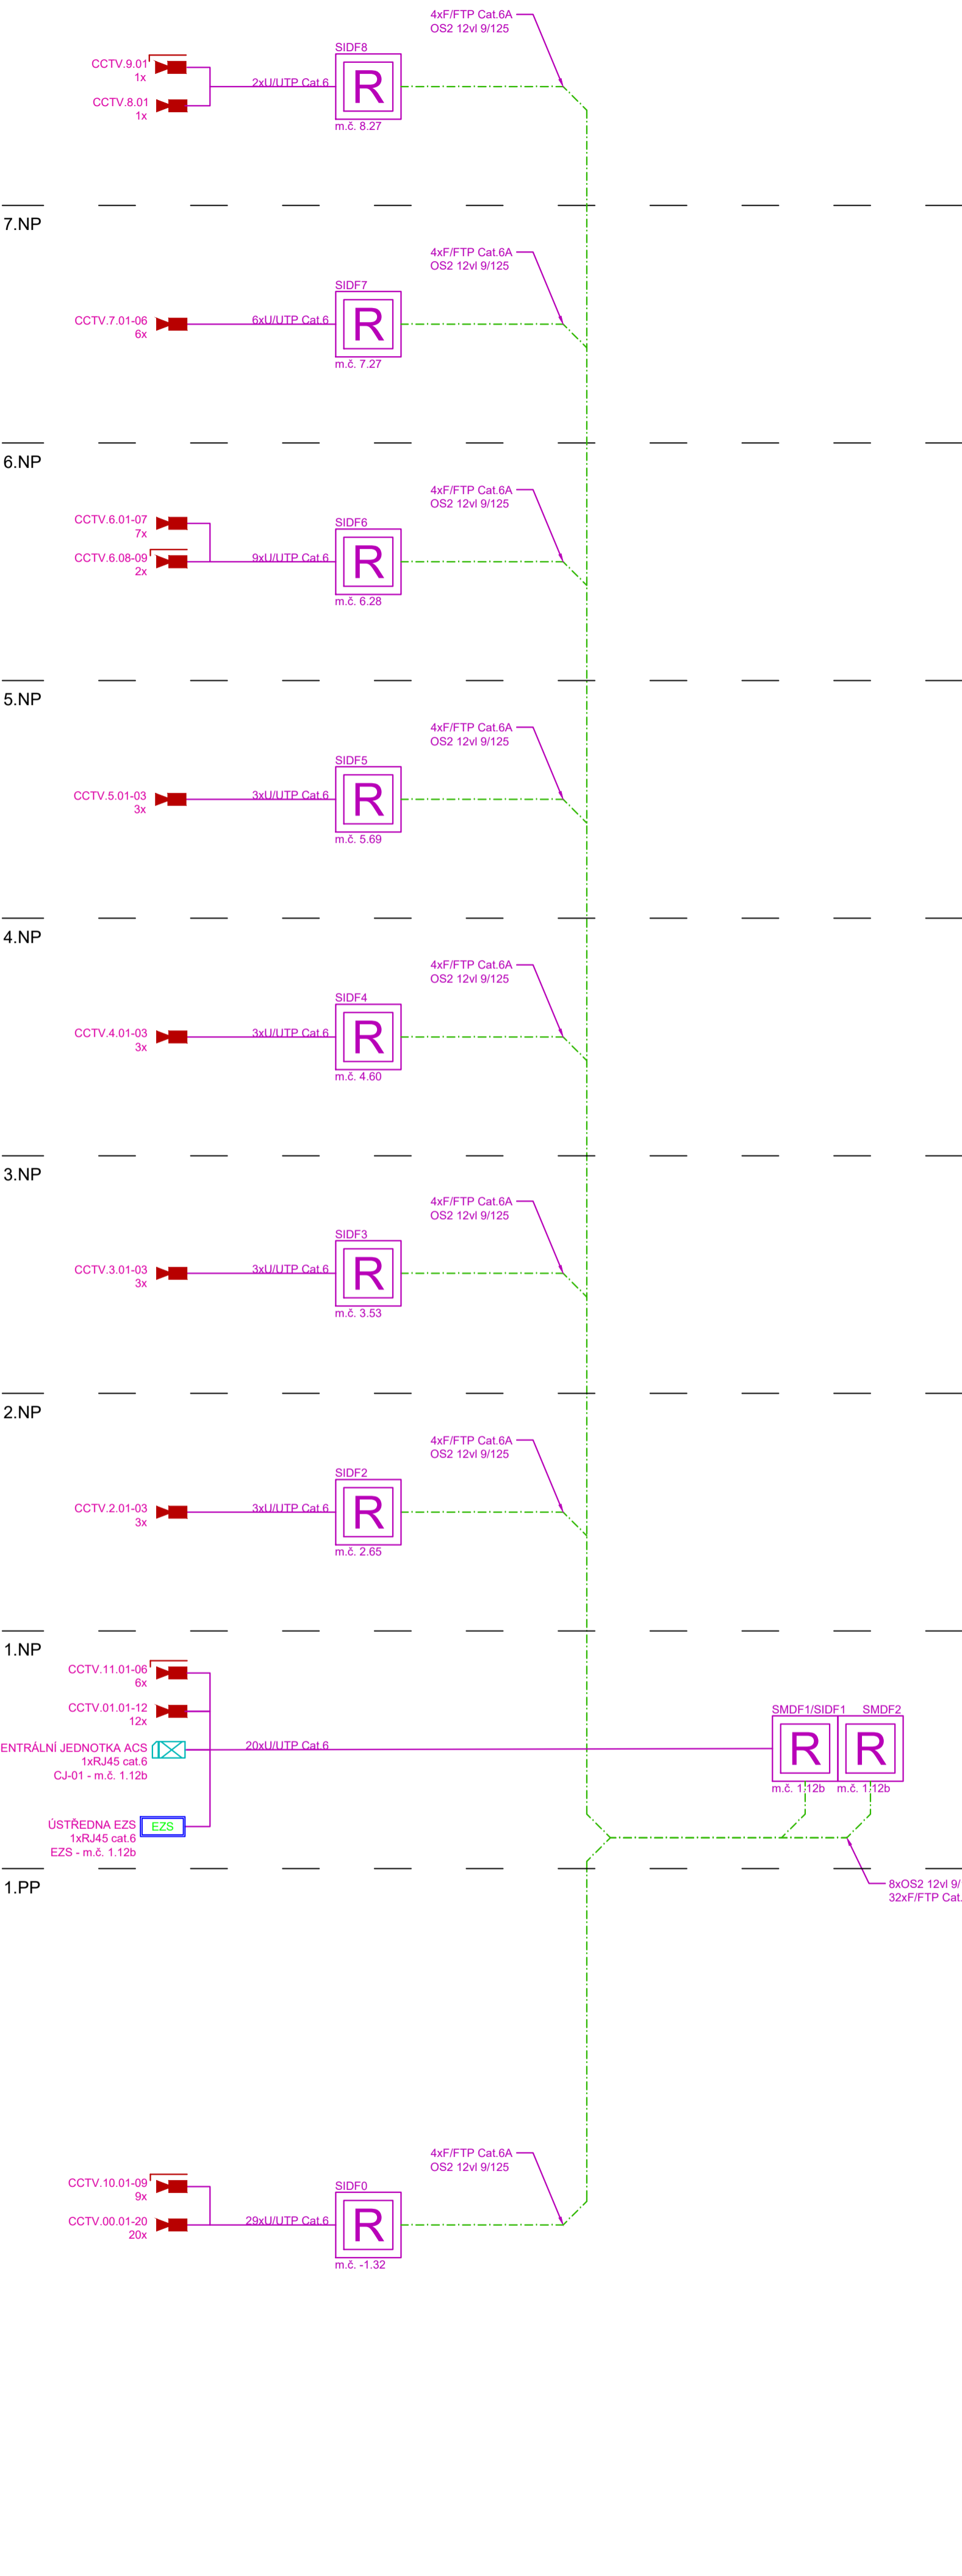 4xF/FTP Cat.6A
OS2 12vl 9/125
SIDF8
CCTV.9.01
1x
2xU/UTP Cat.6
R
CCTV.8.01
1x
m.č. 8.27
7.NP
4xF/FTP Cat.6A
OS2 12vl 9/125
SIDF7
CCTV.7.01-06
6x
6xU/UTP Cat.6
R
m.č. 7.27
6.NP
4xF/FTP Cat.6A
OS2 12vl 9/125
SIDF6
CCTV.6.01-07
7x
CCTV.6.08-09
2x
9xU/UTP Cat.6
R
m.č. 6.28
5.NP
4xF/FTP Cat.6A
OS2 12vl 9/125
SIDF5
CCTV.5.01-03
3x
3xU/UTP Cat.6
R
m.č. 5.69
4.NP
4xF/FTP Cat.6A
OS2 12vl 9/125
SIDF4
CCTV.4.01-03
3x
3xU/UTP Cat.6
R
m.č. 4.60
3.NP
4xF/FTP Cat.6A
OS2 12vl 9/125
SIDF3
CCTV.3.01-03
3x
3xU/UTP Cat.6
R
m.č. 3.53
2.NP
4xF/FTP Cat.6A
OS2 12vl 9/125
SIDF2
CCTV.2.01-03
3x
3xU/UTP Cat.6
R
m.č. 2.65
1.NP
CCTV.11.01-06
6x
CCTV.01.01-12
12x
ENTRÁLNÍ JEDNOTKA ACS
1xRJ45 cat.6
CJ-01 - m.č. 1.12b
20xU/UTP Cat.6
SMDF1/SIDF1 SMDF2
R R
m.č. 1.12b m.č. 1.12b
ÚSTŘEDNA EZS
1xRJ45 cat.6
EZS - m.č. 1.12b
EZS
1.PP
8xOS2 12vl 9/
32xF/FTP Cat.
4xF/FTP Cat.6A
OS2 12vl 9/125
SIDF0
CCTV.10.01-09
9x
CCTV.00.01-20
20x
29xU/UTP Cat.6
R
m.č. -1.32